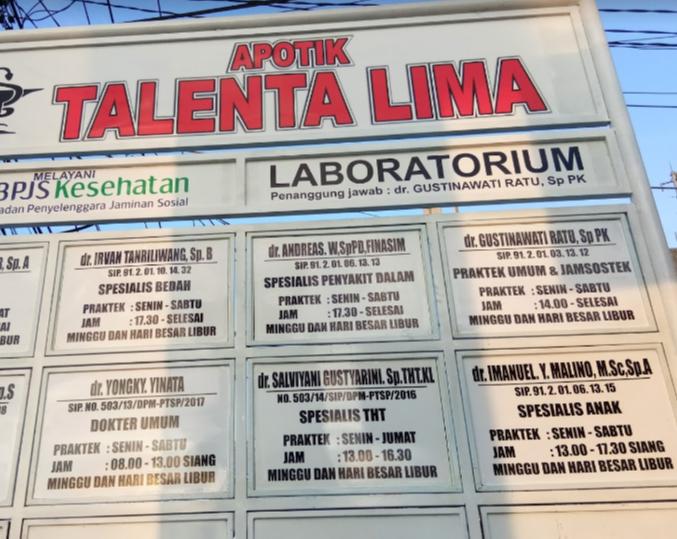 APOTIK
TALENTA LIMA
MELAYANI
BPJS Kesehatan
Badan Penyelenggara Jaminan Sosial
LABORATORIUM
Penanggung jawab : dr. GUSTINAWATI RATU, Sp PK
Sp. A
dr. IRVAN TANRILIWANG, Sp. B
SIP. 91. 2. 01. 10. 14. 32
SPESIALIS BEDAH
PRAKTEK : SENIN - SABTU
JAM : 17.30 - SELESAI
MINGGU DAN HARI BESAR LIBUR
dr. ANDREAS. W,SpPD,FINASIM
SIP. 91. 2. 01. 06. 13. 13
SPESIALIS PENYAKIT DALAM
PRAKTEK : SENIN - SABTU
JAM : 17.30 - SELESAI
MINGGU DAN HARI BESAR LIBUR
dr. GUSTINAWATI RATU, Sp PK
SIP. 91. 2. 01. 03. 13. 12
PRAKTEK UMUM & JAMSOSTEK
PRAKTEK : SENIN - SABTU
JAM : 14.00 - SELESAI
MINGGU DAN HARI BESAR LIBUR
p.S
dr. YONGKY. YINATA
SIP. NO. 503/13/DPM-PTSP/2017
DOKTER UMUM
PRAKTEK : SENIN - SABTU
JAM : 08.00 - 13.00 SIANG
MINGGU DAN HARI BESAR LIBUR
dr. SALVIYANI GUSTYARINI. Sp.THT.KL
NO. 503/14/SIP/DPM-PTSP/2016
SPESIALIS THT
PRAKTEK : SENIN - JUMAT
JAM : 13.00 - 16.30
MINGGU DAN HARI BESAR LIBUR
dr. IMANUEL. Y. MALINO, M.Sc,Sp.A
SIP. 91. 2. 01. 06. 13. 15
SPESIALIS ANAK
PRAKTEK : SENIN - SABTU
JAM : 13.00 - 17.30 SIANG
MINGGU DAN HARI BESAR LIBUR